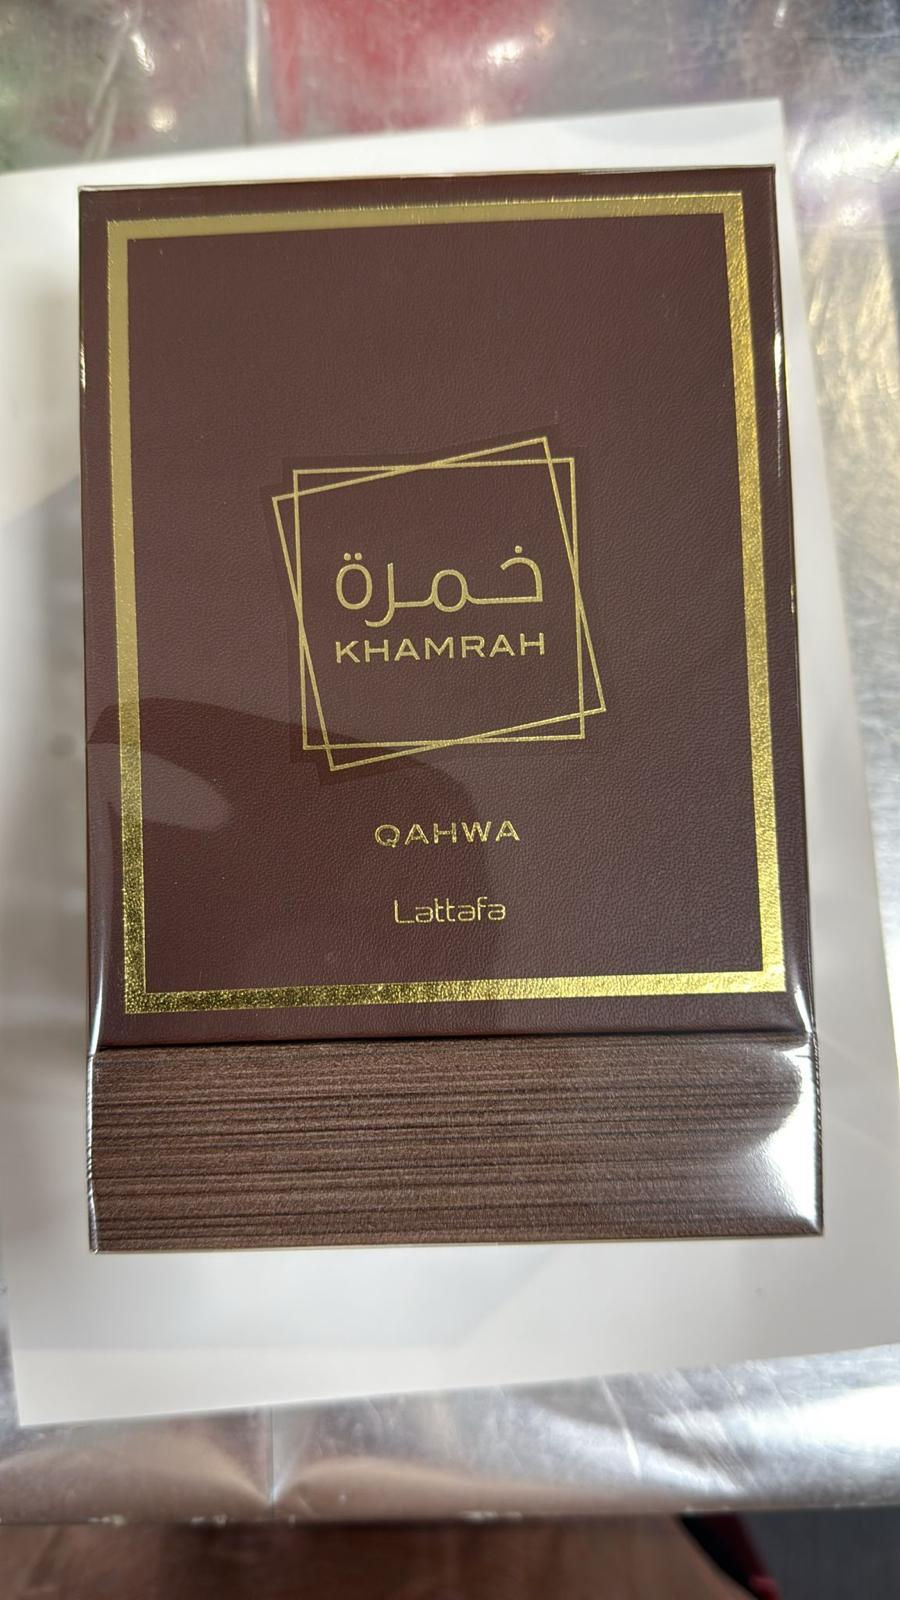 خمرة
KHAMRAH
QAHWA
Lattafa